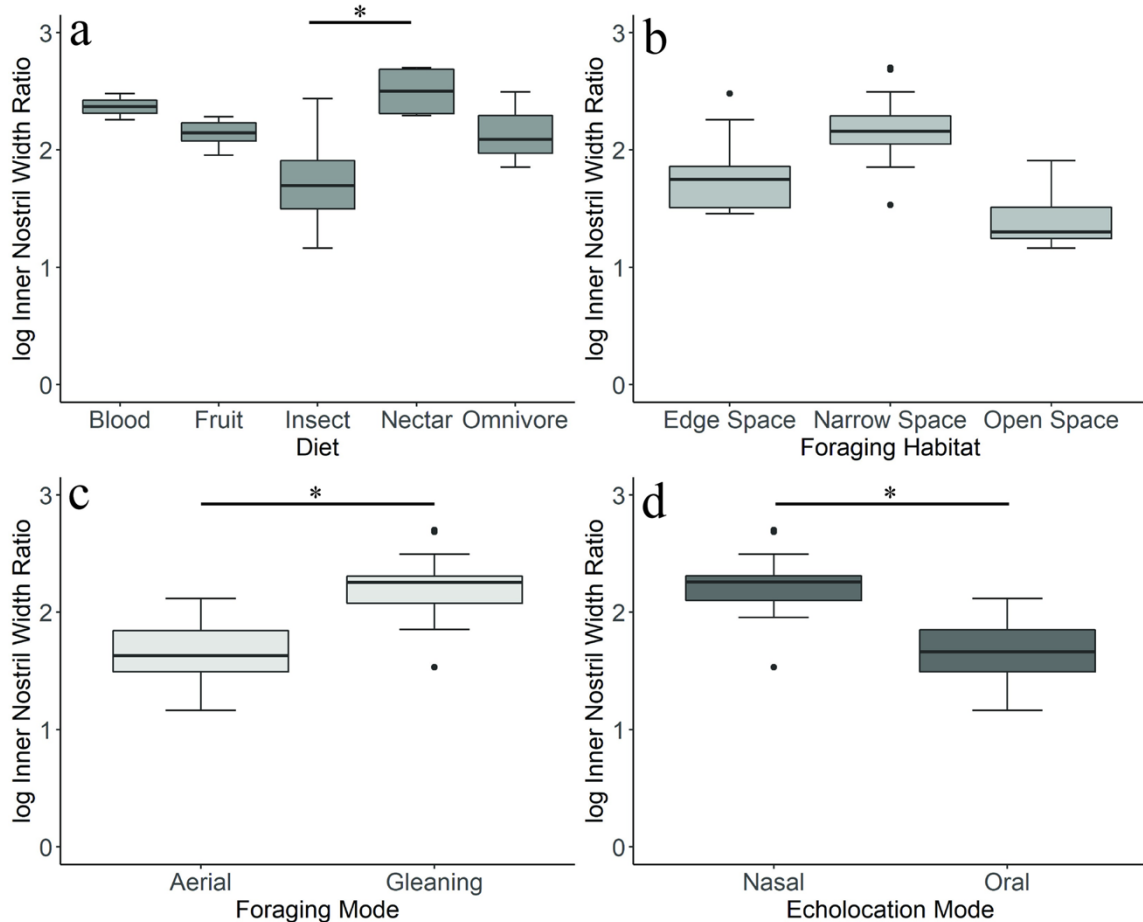 a
*
log Inner Nostril Width Ratio
3
2
1
0
Blood Fruit Insect Nectar Omnivore
Diet
b
log Inner Nostril Width Ratio
3
2
1
0
Edge Space Narrow Space Open Space
Foraging Habitat
c
*
log Inner Nostril Width Ratio
3
2
1
0
Aerial Gleaning
Foraging Mode
d
*
log Inner Nostril Width Ratio
3
2
1
0
Nasal Oral
Echolocation Mode